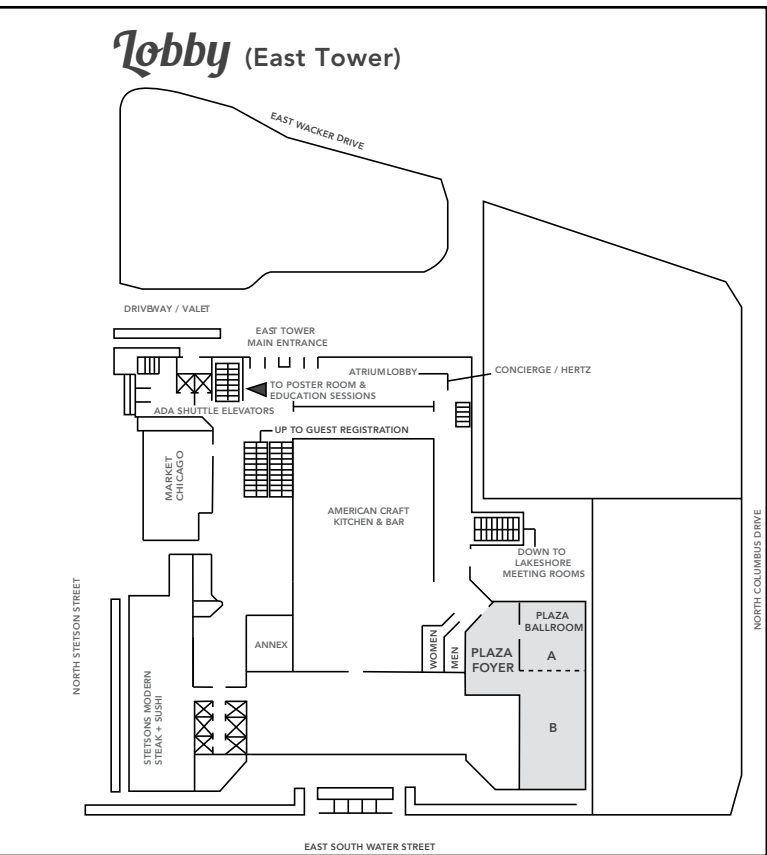 Lobby (East Tower)
EAST WACKER DRIVE
DRIVEWAY / VALET
EAST TOWER
MAIN ENTRANCE
ATRIUM LOBBY
CONCIERGE / HERTZ
TO POSTER ROOM &
EDUCATION SESSIONS
ADA SHUTTLE ELEVATORS
UP TO GUEST REGISTRATION
MARKET
CHICAGO
AMERICAN CRAFT
KITCHEN & BAR
DOWN TO
LAKESHORE
MEETING ROOMS
NORTH COLUMBUS DRIVE
NORTH STETSON STREET
PLAZA
BALLROOM
ANNEX
WOMEN
MEN
PLAZA
FOYER
A
B
STETSONS MODERN
STEAK + SUSHI
EAST SOUTH WATER STREET